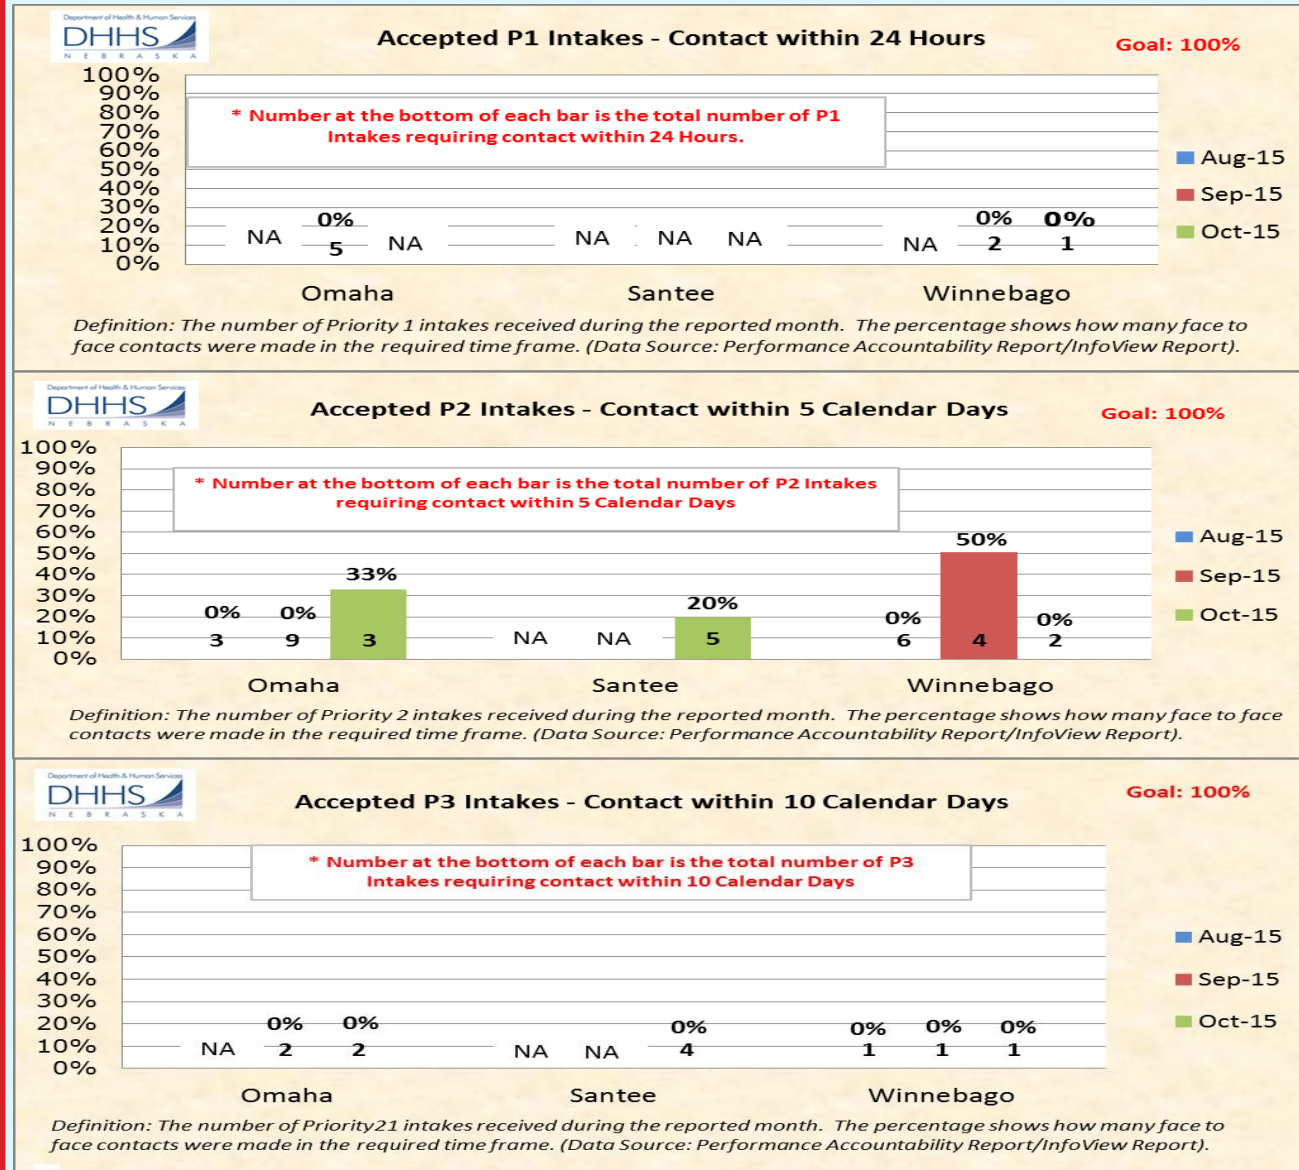 Department of Health & Human Services
DHHS
NEBRASKA
Accepted P1 Intakes - Contact within 24 Hours
Goal: 100%
100%
90%
80%
70%
60%
50%
40%
30%
20%
10%
0%
* Number at the bottom of each bar is the total number of P1
Intakes requiring contact within 24 Hours.
NA
0%
5
NA
NA
NA
NA
NA
0%
2
0%
1
Aug-15
Sep-15
Oct-15
Omaha
Santee
Winnebago
Definition: The number of Priority 1 intakes received during the reported month. The percentage shows how many face to
face contacts were made in the required time frame. (Data Source: Performance Accountability Report/InfoView Report).
Department of Health & Human Services
DHHS
NEBRASKA
Accepted P2 Intakes - Contact within 5 Calendar Days
Goal: 100%
100%
90%
80%
70%
60%
50%
40%
30%
20%
10%
0%
* Number at the bottom of each bar is the total number of P2 Intakes
requiring contact within 5 Calendar Days
0%
3
0%
9
33%
3
NA
NA
20%
5
0%
6
50%
4
0%
2
Aug-15
Sep-15
Oct-15
Omaha
Santee
Winnebago
Definition: The number of Priority 2 intakes received during the reported month. The percentage shows how many face to face
contacts were made in the required time frame. (Data Source: Performance Accountability Report/InfoView Report).
Department of Health & Human Services
DHHS
NEBRASKA
Accepted P3 Intakes - Contact within 10 Calendar Days
Goal: 100%
100%
90%
80%
70%
60%
50%
40%
30%
20%
10%
0%
* Number at the bottom of each bar is the total number of P3
Intakes requiring contact within 10 Calendar Days
NA
0%
2
0%
2
NA
NA
0%
4
0%
1
0%
1
0%
1
Aug-15
Sep-15
Oct-15
Omaha
Santee
Winnebago
Definition: The number of Priority21 intakes received during the reported month. The percentage shows how many face to
face contacts were made in the required time frame. (Data Source: Performance Accountability Report/InfoView Report).